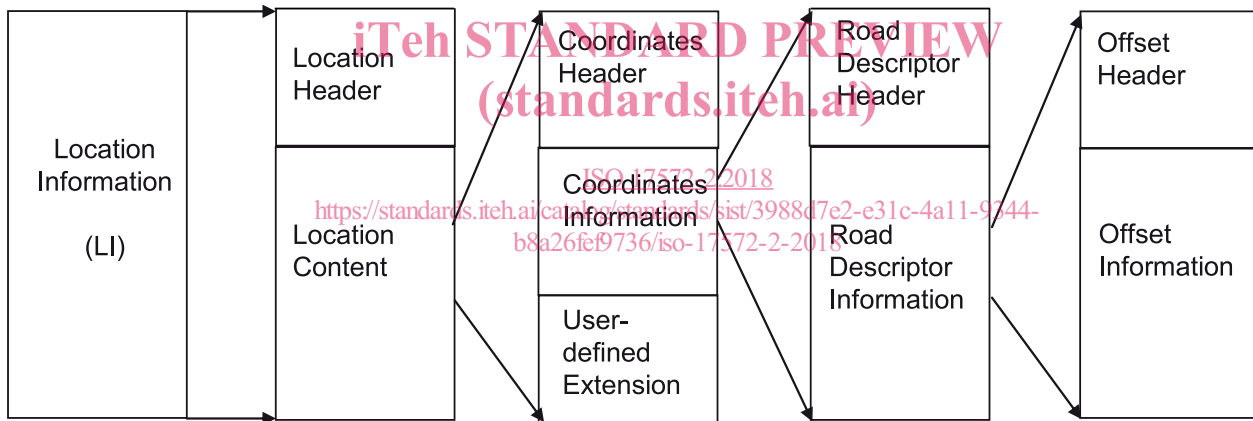 Location
Information
(LI)
Location
Header
Location
Content
Coordinates
Header
Coordinates
Information
User-
defined
Extension
Road
Descriptor
Header
Road
Descriptor
Information
Offset
Header
Offset
Information
iTeh STANDARD PREVIEW
(standards.iteh.ai)
ISO 17572-2:2018
https://standards.iteh.ai/catalog/standards/sist/3988d7e2-e31c-4a11-9344-
b8a26fef9736/iso-17572-2-2018